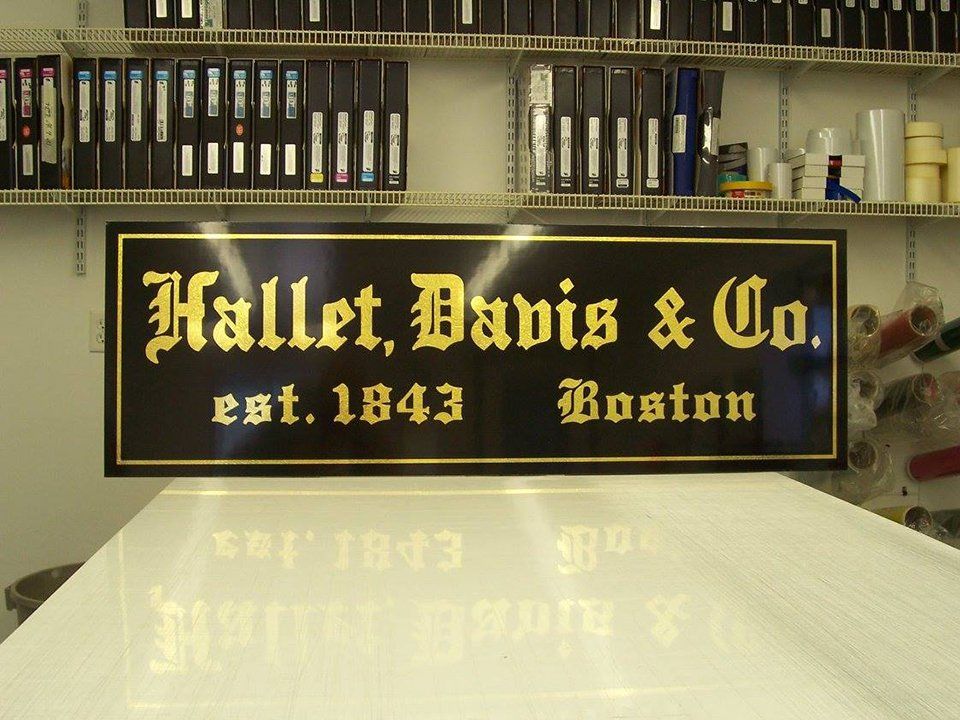 Hallet, Davis & Co.
est. 1843 Boston